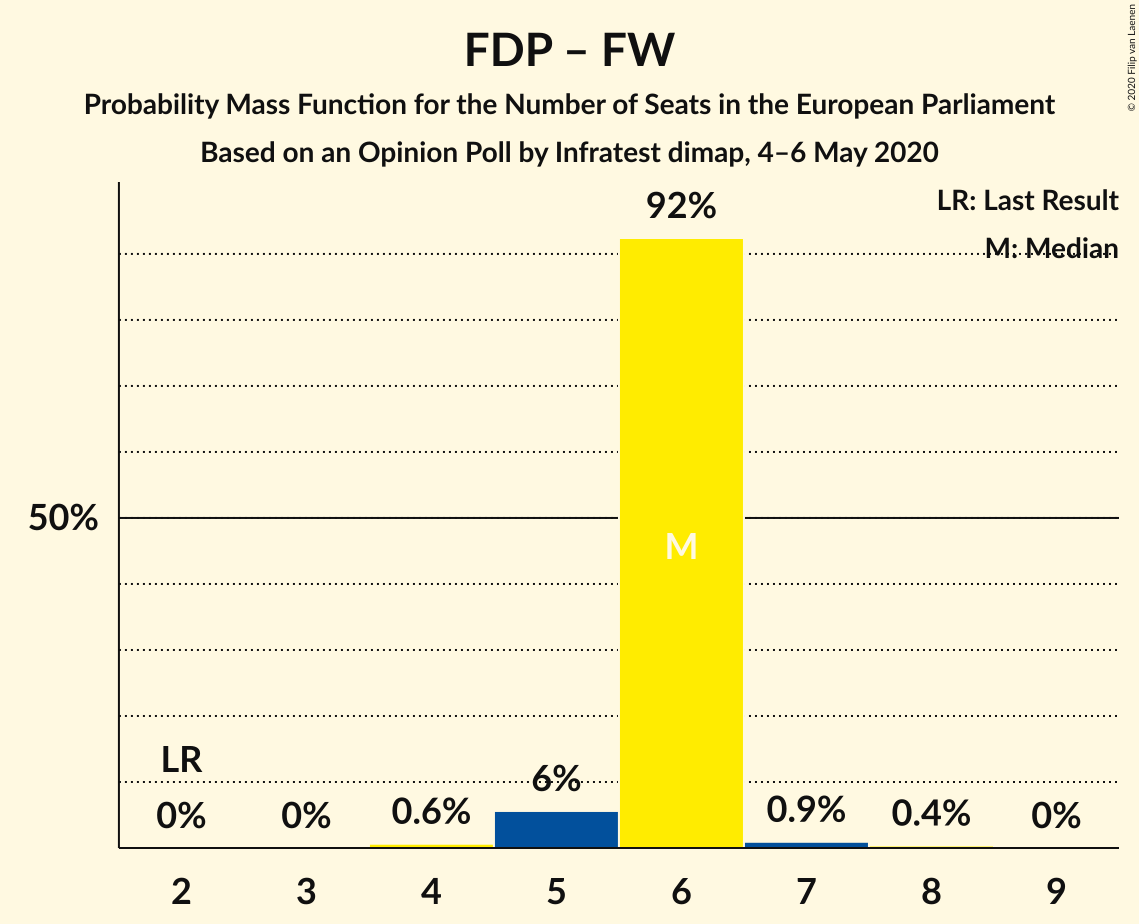 FDP – FW
Probability Mass Function for the Number of Seats in the European Parliament
Based on an Opinion Poll by Infratest dimap, 4–6 May 2020
© 2020 Filip van Laenen
LR: Last Result
M: Median
92%
50%
M
LR
0%
0%
0.6%
6%
0.9%
0.4%
0%
2
3
4
5
6
7
8
9